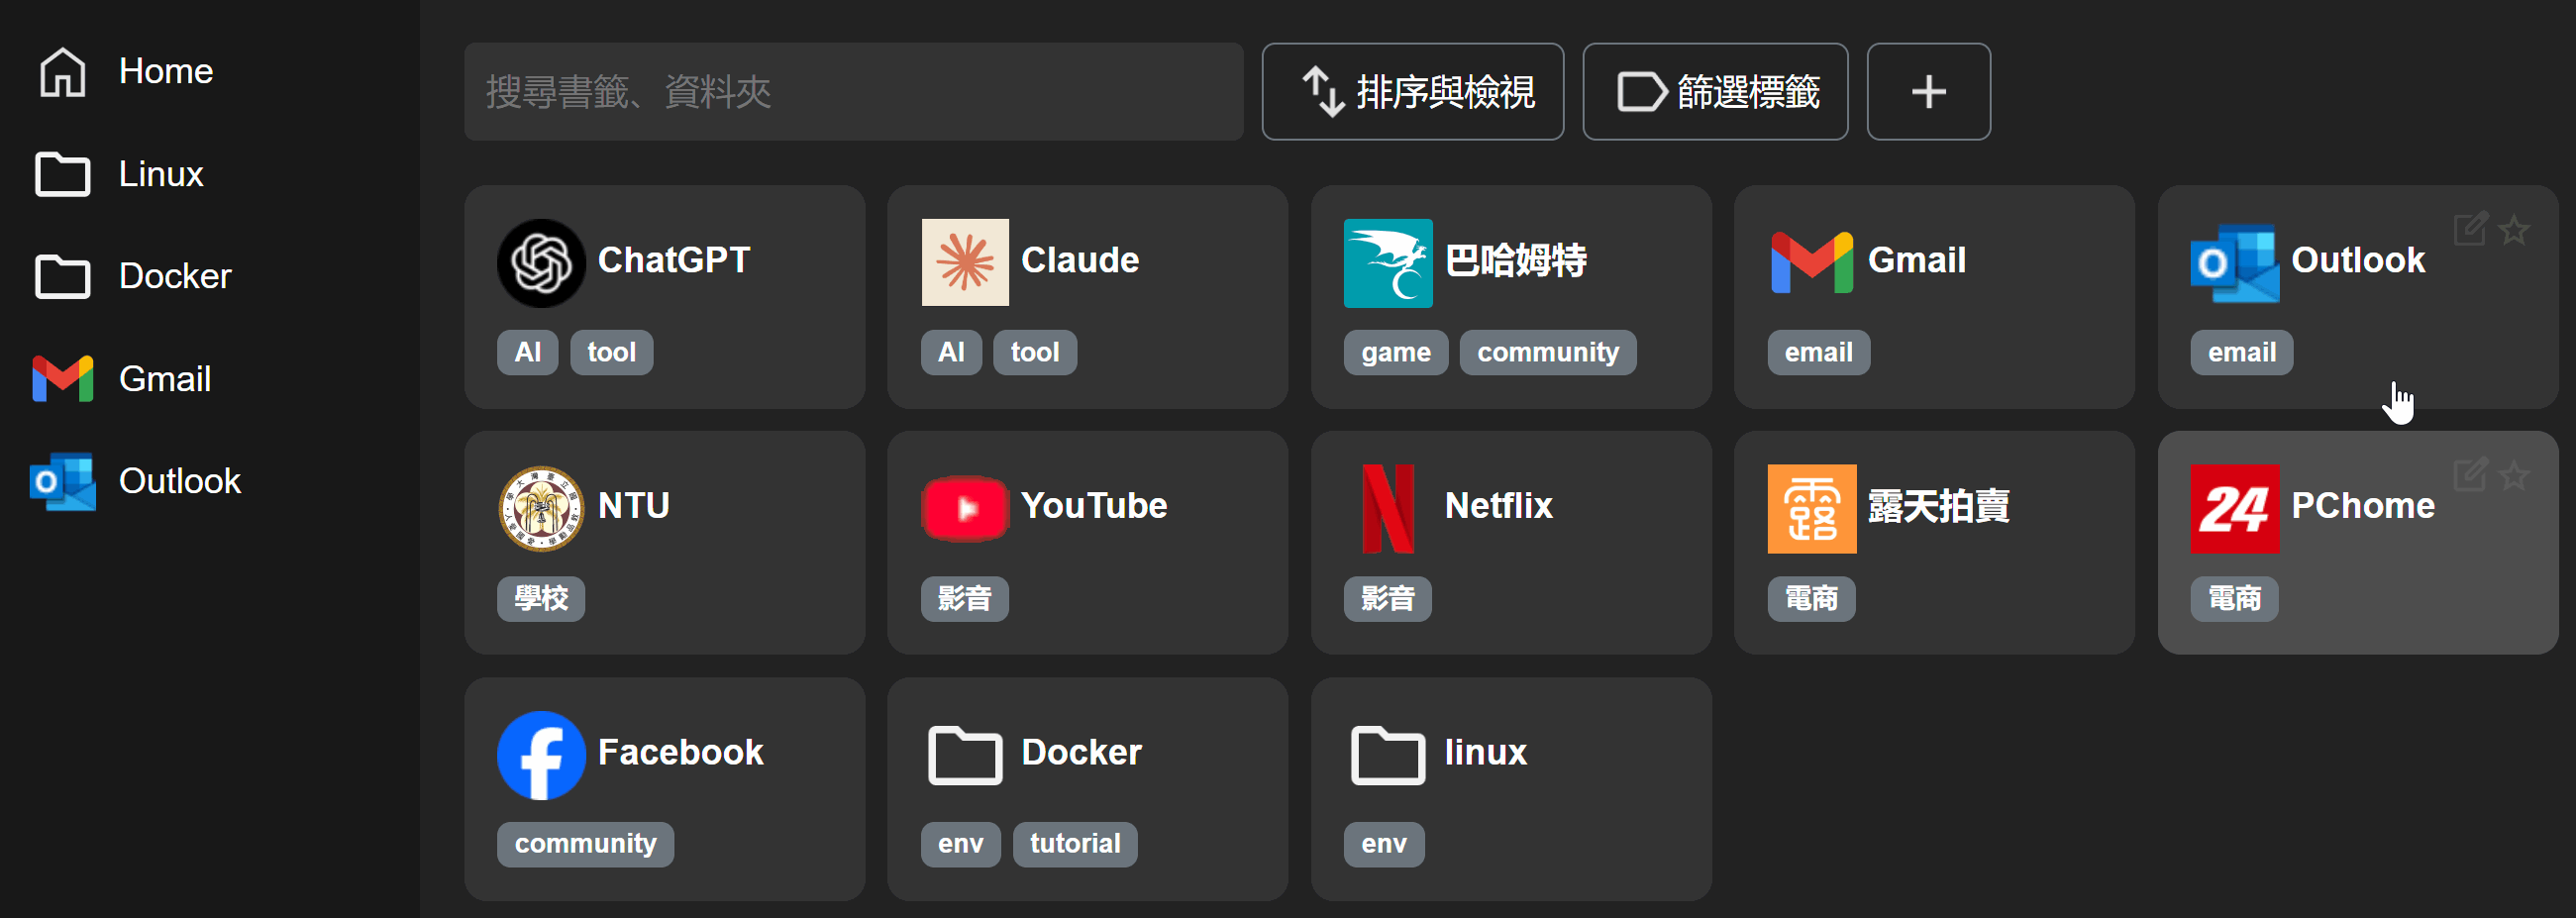 Home
Linux
Docker
Gmail
Outlook
搜尋書籤、資料夾
排序與檢視
篩選標籤
ChatGPT
AI tool
Claude
AI tool
巴哈姆特
game community
Gmail
email
Outlook
email
NTU
學校
YouTube
影音
Netflix
影音
露天拍賣
電商
24 PChome
電商
Facebook
community
Docker
env tutorial
linux
env